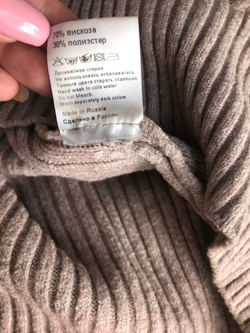 70% вискоза
30% полиэстер
Деликатная стирка
Не использовать отбеливатель
Темные цвета стирать отдельно
Hand wash to cold water
Do not bleach
Wash separately dark colors
Made in Russia
Сделано в России